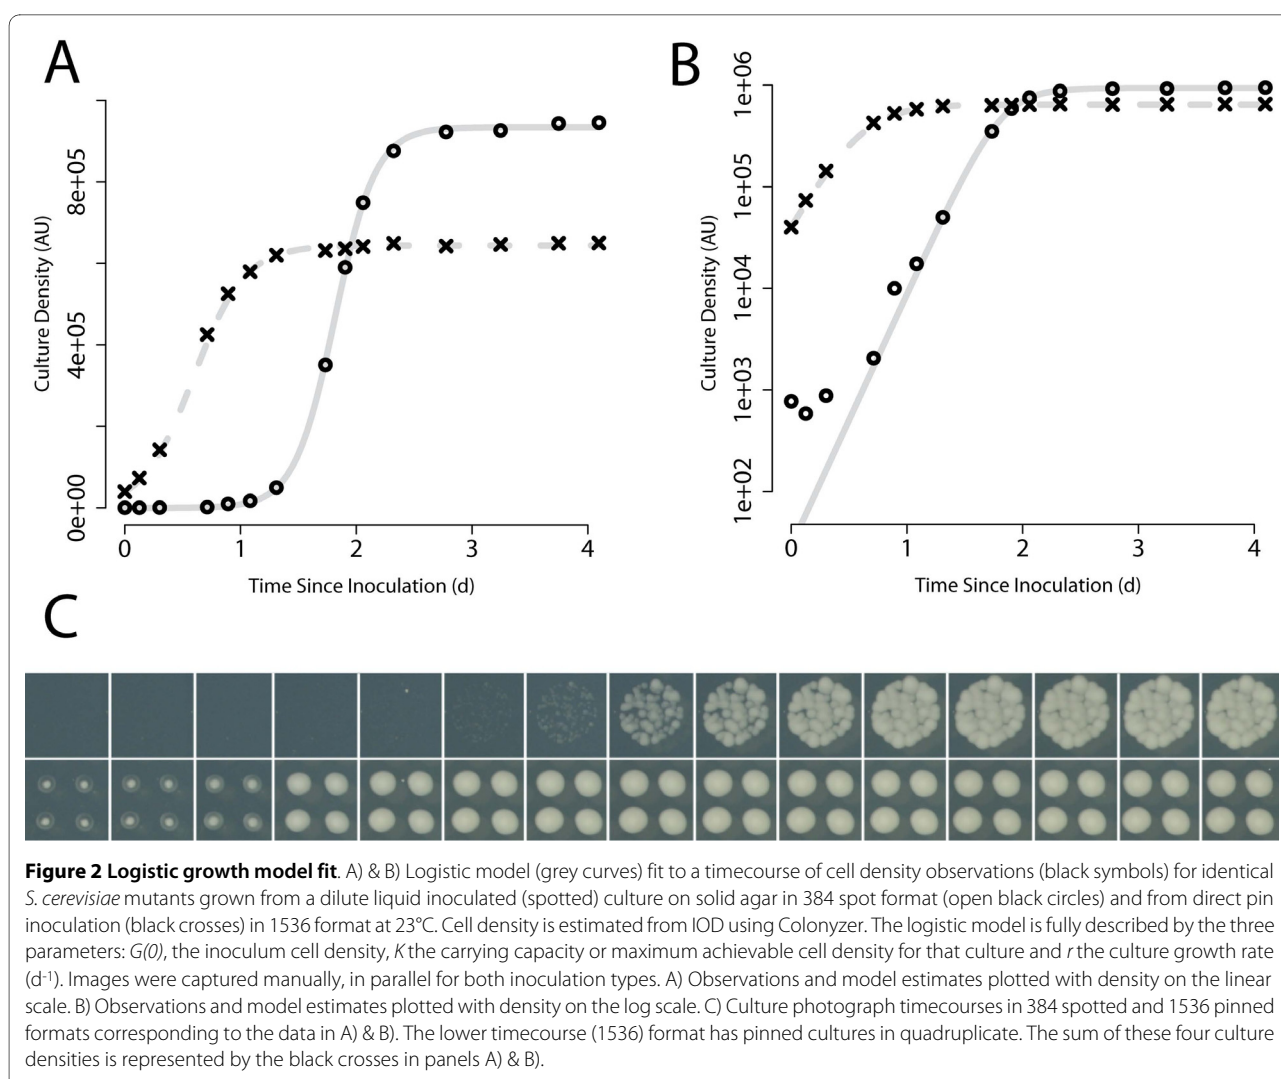 A
B
Culture Density (AU)
0e+00
4e+05
8e+05
0
1
2
3
4
Time Since Inoculation (d)
Culture Density (AU)
1e+02
1e+03
1e+04
1e+05
1e+06
0
1
2
3
4
Time Since Inoculation (d)
C
Figure 2 Logistic growth model fit. A) & B) Logistic model (grey curves) fit to a timecourse of cell density observations (black symbols) for identical
S. cerevisiae mutants grown from a dilute liquid inoculated (spotted) culture on solid agar in 384 spot format (open black circles) and from direct pin
inoculation (black crosses) in 1536 format at 23°C. Cell density is estimated from IOD using Colonyzer. The logistic model is fully described by the three
parameters: G(0), the inoculum cell density, K the carrying capacity or maximum achievable cell density for that culture and r the culture growth rate
(d-1). Images were captured manually, in parallel for both inoculation types. A) Observations and model estimates plotted with density on the linear
scale. B) Observations and model estimates plotted with density on the log scale. C) Culture photograph timecourses in 384 spotted and 1536 pinned
formats corresponding to the data in A) & B). The lower timecourse (1536) format has pinned cultures in quadruplicate. The sum of these four culture
densities is represented by the black crosses in panels A) & B).